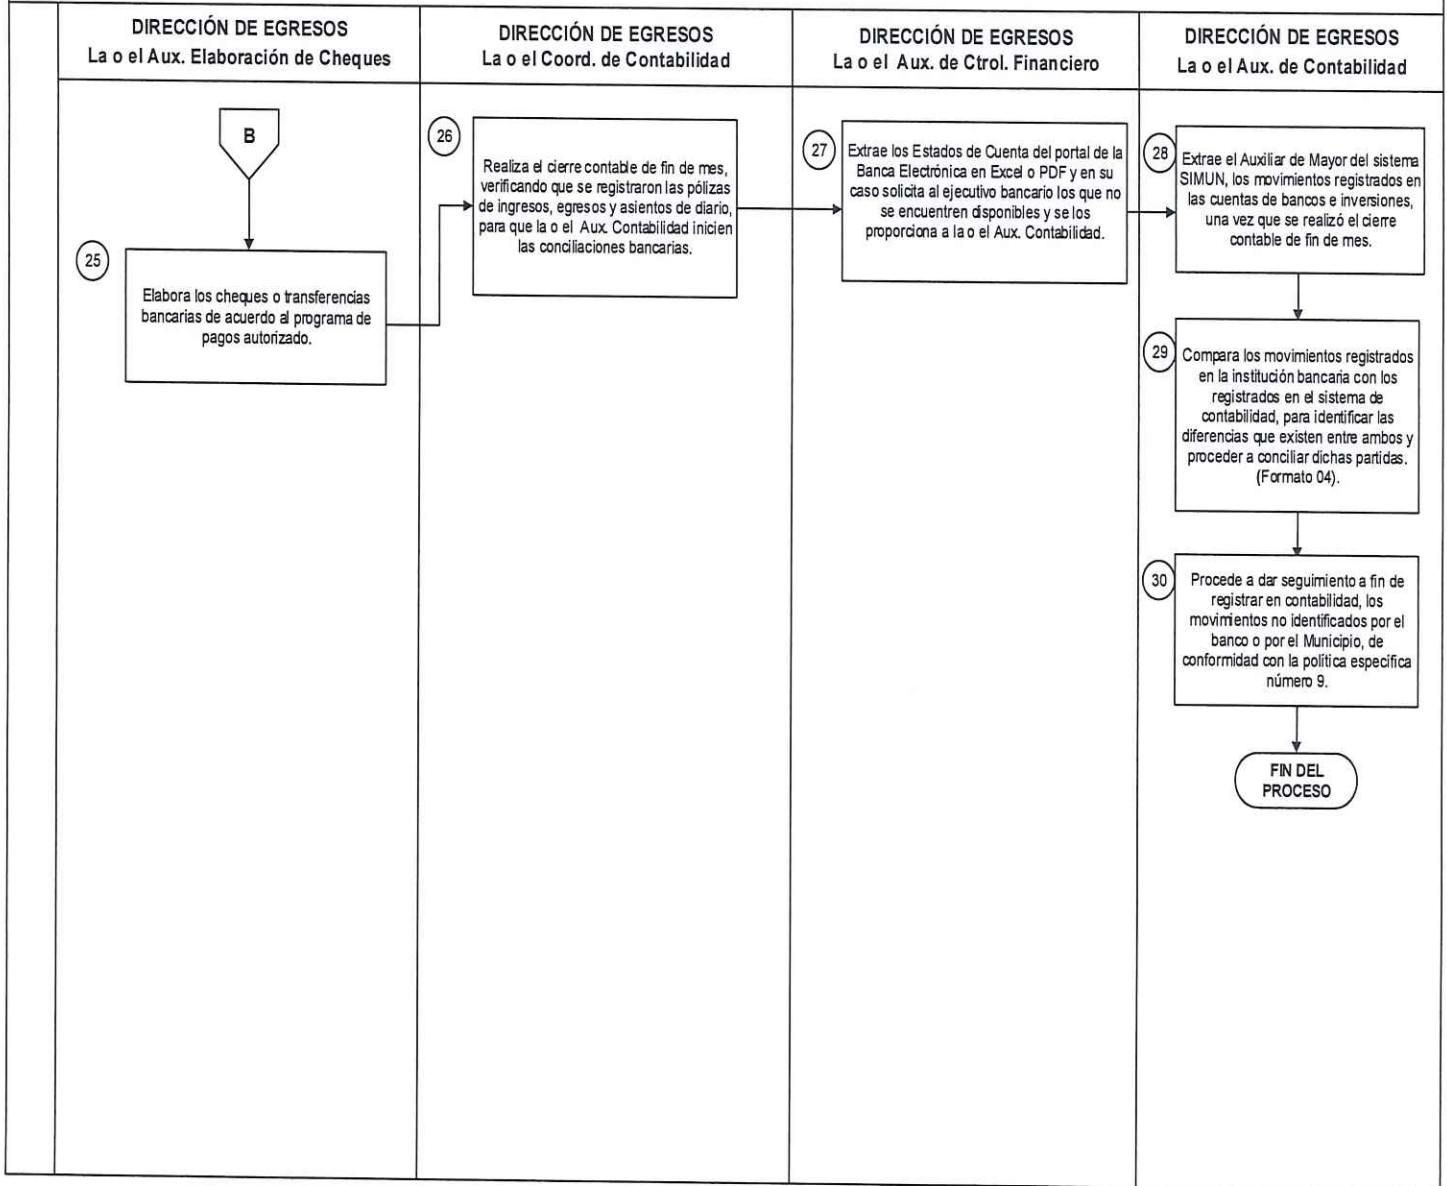 DIRECCIÓN DE EGRESOS
La o el Aux. Elaboración de Cheques
DIRECCIÓN DE EGRESOS
La o el Coord. de Contabilidad
DIRECCIÓN DE EGRESOS
La o el Aux. de Ctrol. Financiero
DIRECCIÓN DE EGRESOS
La o el Aux. de Contabilidad
B
25
Elabora los cheques o transferencias
bancarias de acuerdo al programa de
pagos autorizado.
26
Realiza el cierre contable de fin de mes,
verificando que se registraron las pólizas
de ingresos, egresos y asientos de diario,
para que la o el Aux. Contabilidad inicien
las conciliaciones bancarias.
27
Extrae los Estados de Cuenta del portal de la
Banca Electrónica en Excel o PDF y en su
caso solicita al ejecutivo bancario los que no
se encuentren disponibles y se los
proporciona a la o el Aux. Contabilidad.
28
Extrae el Auxiliar de Mayor del sistema
SIMUN, los movimientos registrados en
las cuentas de bancos e inversiones,
una vez que se realizó el cierre
contable de fin de mes.
29
Compara los movimientos registrados
en la institución bancaria con los
registrados en el sistema de
contabilidad, para identificar las
diferencias que existen entre ambos y
proceder a conciliar dichas partidas.
(Formato 04).
30
Procede a dar seguimiento a fin de
registrar en contabilidad, los
movimientos no identificados por el
banco o por el Municipio, de
conformidad con la política específica
número 9.
FIN DEL
PROCESO